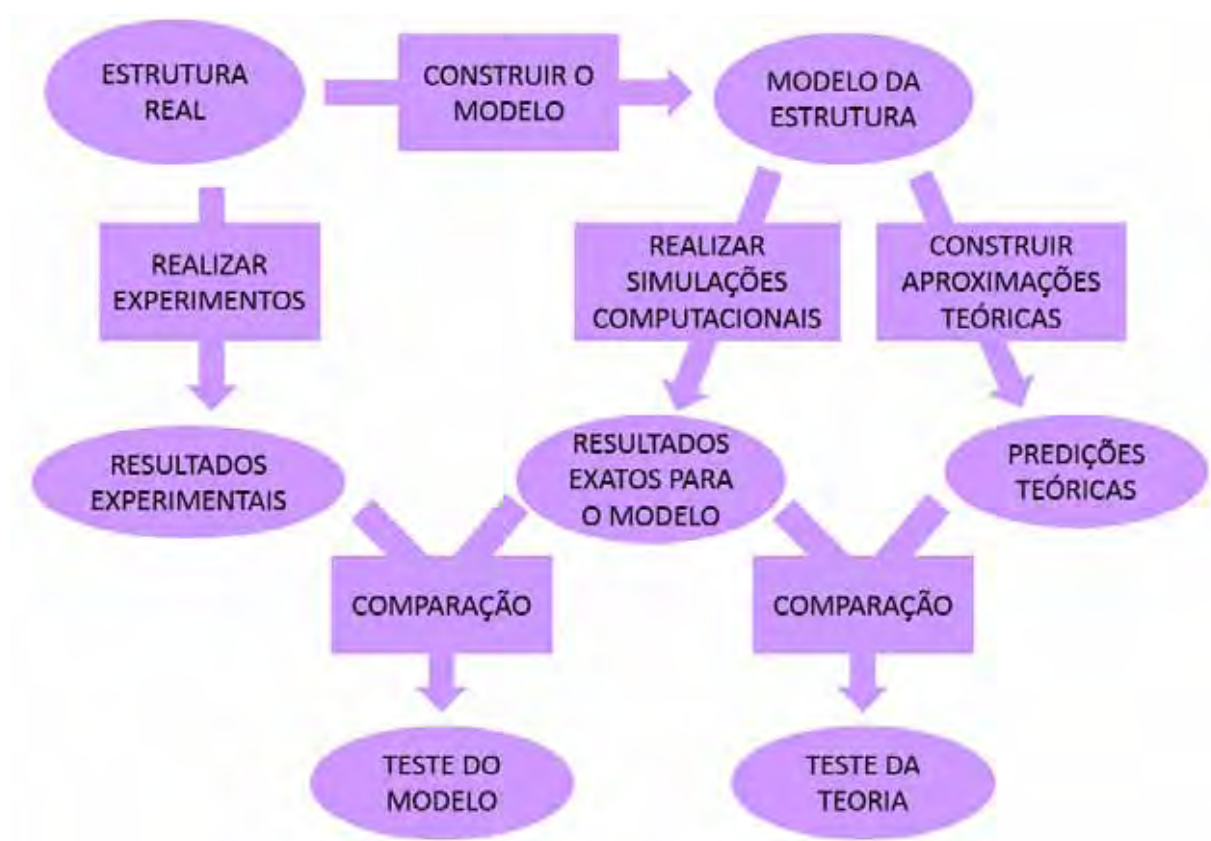 ESTRUTURA
REAL
CONSTRUIR O
MODELO
MODELO DA
ESTRUTURA
REALIZAR
EXPERIMENTOS
REALIZAR
SIMULAÇÕES
COMPUTACIONAIS
CONSTRUIR
APROXIMAÇÕES
TEÓRICAS
RESULTADOS
EXPERIMENTAIS
RESULTADOS
EXATOS PARA
O MODELO
PREDIÇÕES
TEÓRICAS
COMPARAÇÃO
COMPARAÇÃO
TESTE DO
MODELO
TESTE DA
TEORIA